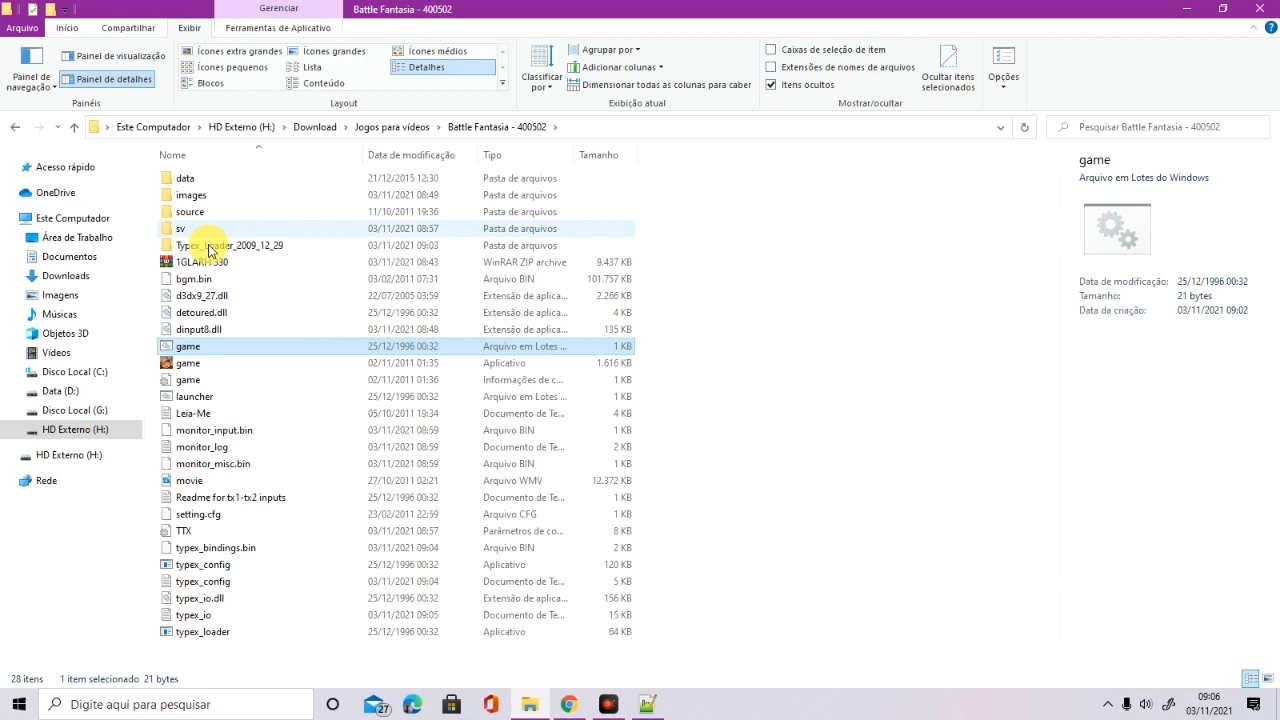 Gerenciar
Battle Fantasia - 400502
Arquivo
Início
Compartilhar
Exibir
Ferramentas de Aplicativo
Painel de navegação
Painel de visualização
Painel de detalhes
Painéis
Ícones extra grandes
Ícones grandes
Ícones médios
Ícones pequenos
Lista
Detalhes
Blocos
Conteúdo
Layout
Classificar por
Agrupar por
Adicionar colunas
Dimensionar todas as colunas para caber
Exibição atual
Caixas de seleção de item
Extensões de nomes de arquivos
Itens ocultos
Ocultar itens selecionados
Mostrar/ocultar
Opções
Este Computador > HD Externo (H:) > Download > Jogos para vídeos > Battle Fantasia - 400502 >
Pesquisar Battle Fantasia - 400502
Acesso rápido
OneDrive
Este Computador
Área de Trabalho
Documentos
Downloads
Imagens
Músicas
Objetos 3D
Vídeos
Disco Local (C:)
Data (D:)
Disco Local (G:)
HD Externo (H:)
HD Externo (H:)
Rede
Nome Data de modificação Tipo Tamanho
data 21/12/2015 12:30 Pasta de arquivos
images 03/11/2021 08:49 Pasta de arquivos
source 11/10/2011 19:36 Pasta de arquivos
sv 03/11/2021 08:57 Pasta de arquivos
Typex_Loader_2009_12_29 03/11/2021 09:03 Pasta de arquivos
03/11/2021 08:43 WinRAR ZIP archive 9.437 KB
bgm.bin 03/02/2011 07:31 Arquivo BIN 101.757 KB
d3dx9_27.dll 22/07/2005 03:59 Extensão de aplica... 2.266 KB
detoured.dll 25/12/1996 00:32 Extensão de aplica... 4 KB
dinput8.dll 03/11/2021 08:48 Extensão de aplica... 135 KB
game 25/12/1996 00:32 Arquivo em Lotes ... 1 KB
game 02/11/2011 01:35 Aplicativo 1.616 KB
game 02/11/2011 01:36 Informações de c... 1 KB
launcher 25/12/1996 00:32 Arquivo em Lotes ... 1 KB
Leia-Me 05/10/2011 19:34 Documento de Te... 4 KB
monitor_input.bin 03/11/2021 08:59 Arquivo BIN 1 KB
monitor_log 03/11/2021 08:59 Documento de Te... 2 KB
monitor_misc.bin 03/11/2021 08:59 Arquivo BIN 1 KB
movie 27/10/2011 02:21 Arquivo WMV 12.372 KB
Readme for tx1-tx2 inputs 25/12/1996 00:32 Documento de Te... 1 KB
setting.cfg 23/02/2011 22:59 Arquivo CFG 1 KB
TTX 03/11/2021 08:57 Parâmetros de co... 8 KB
typex_bindings.bin 03/11/2021 09:04 Arquivo BIN 2 KB
typex_config 25/12/1996 00:32 Aplicativo 120 KB
typex_config 03/11/2021 09:04 Documento de Te... 5 KB
typex_io.dll 25/12/1996 00:32 Extensão de aplica... 156 KB
typex_io 03/11/2021 09:05 Documento de Te... 15 KB
typex_loader 25/12/1996 00:32 Aplicativo 64 KB
game
Arquivo em Lotes do Windows
Data de modificação: 25/12/1996 00:32
Tamanho: 21 bytes
Data da criação: 03/11/2021 09:02
28 itens 1 item selecionado 21 bytes
Digite aqui para pesquisar
27
09:06
03/11/2021